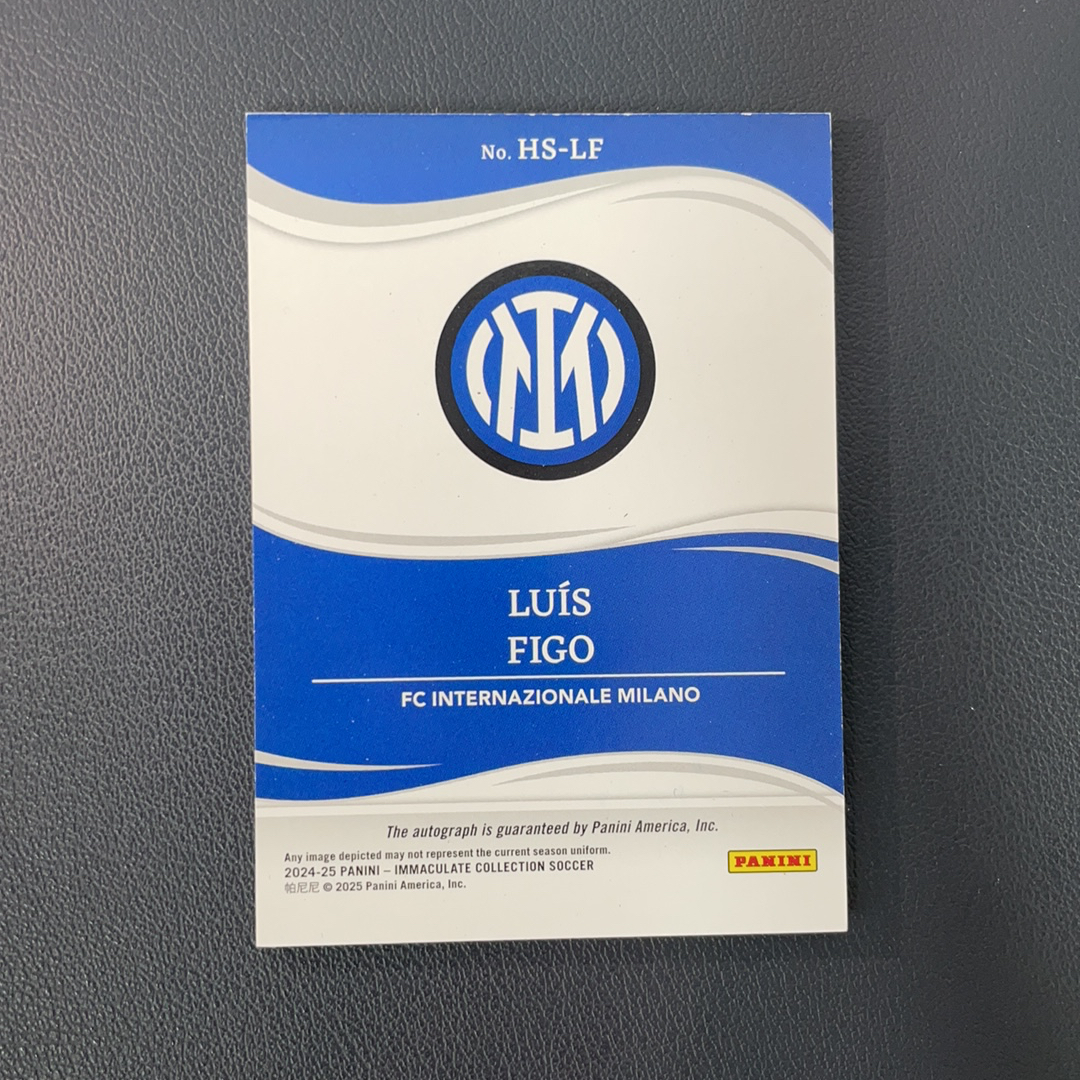 No. HS-LF
IM
LUÍS
FIGO
FC INTERNAZIONALE MILANO
The autograph is guaranteed by Panini America, Inc.
Any image depicted may not represent the current season uniform.
2024-25 PANINI – IMMACULATE COLLECTION SOCCER
帕尼尼 © 2025 Panini America, Inc.
PANINI